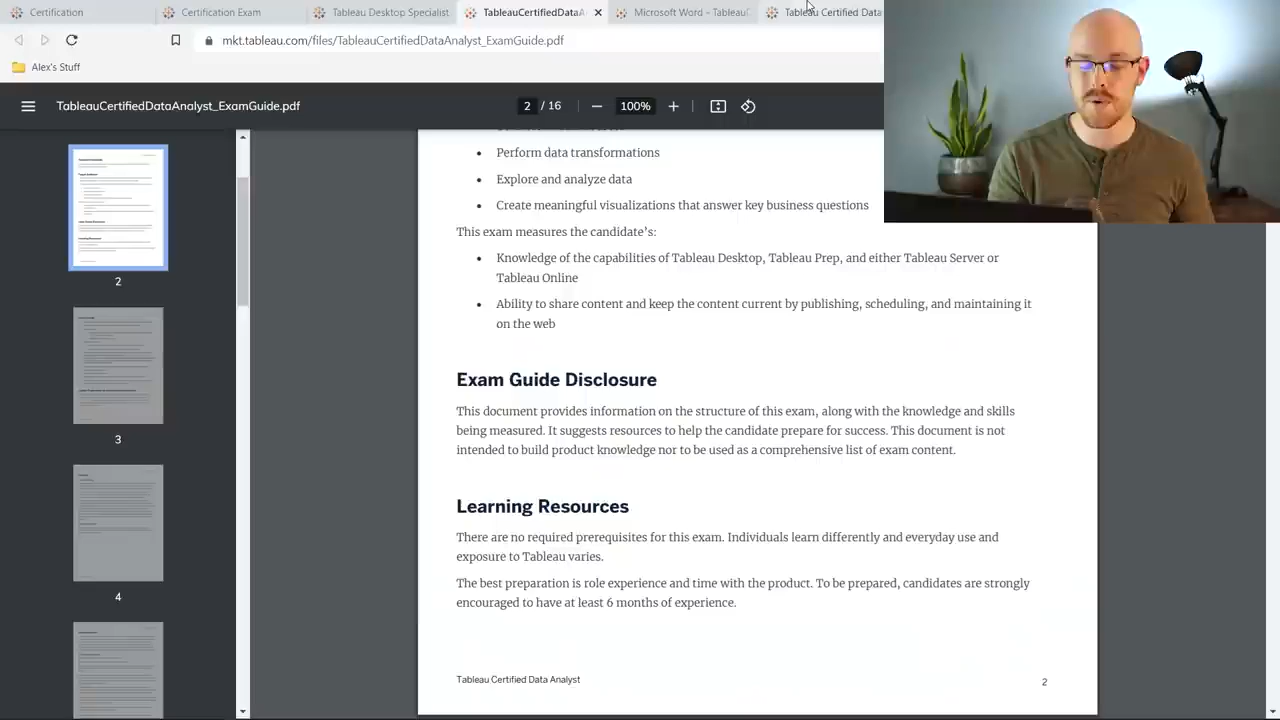 Certification
Certification Exam
Tableau Desktop Specialist
TableauCertifiedDataA
Microsoft Word - Tableau
Tableau Certified Data
mkt.tableau.com/files/TableauCertifiedDataAnalyst_ExamGuide.pdf
Alex's Stuff
TableauCertifiedDataAnalyst_ExamGuide.pdf
2 / 16
100%
• Perform data transformations
• Explore and analyze data
• Create meaningful visualizations that answer key business questions
This exam measures the candidate's:
• Knowledge of the capabilities of Tableau Desktop, Tableau Prep, and either Tableau Server or
Tableau Online
• Ability to share content and keep the content current by publishing, scheduling, and maintaining it
on the web
Exam Guide Disclosure
This document provides information on the structure of this exam, along with the knowledge and skills
being measured. It suggests resources to help the candidate prepare for success. This document is not
intended to build product knowledge nor to be used as a comprehensive list of exam content.
Learning Resources
There are no required prerequisites for this exam. Individuals learn differently and everyday use and
exposure to Tableau varies.
The best preparation is role experience and time with the product. To be prepared, candidates are strongly
encouraged to have at least 6 months of experience.
Tableau Certified Data Analyst
2
2
3
4